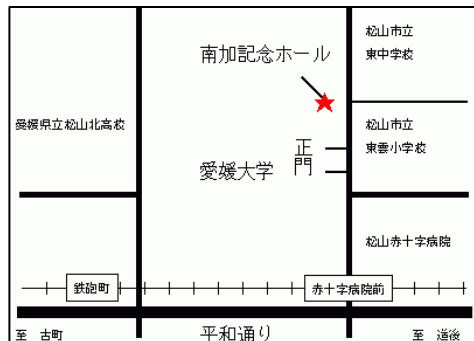 松山市立
東中学校
南加記念ホール
愛媛県立松山北高校
松山市立
東雲小学校
正門
愛媛大学
松山赤十字病院
鉄砲町
赤十字病院前
至 古町
平和通り
至 道後